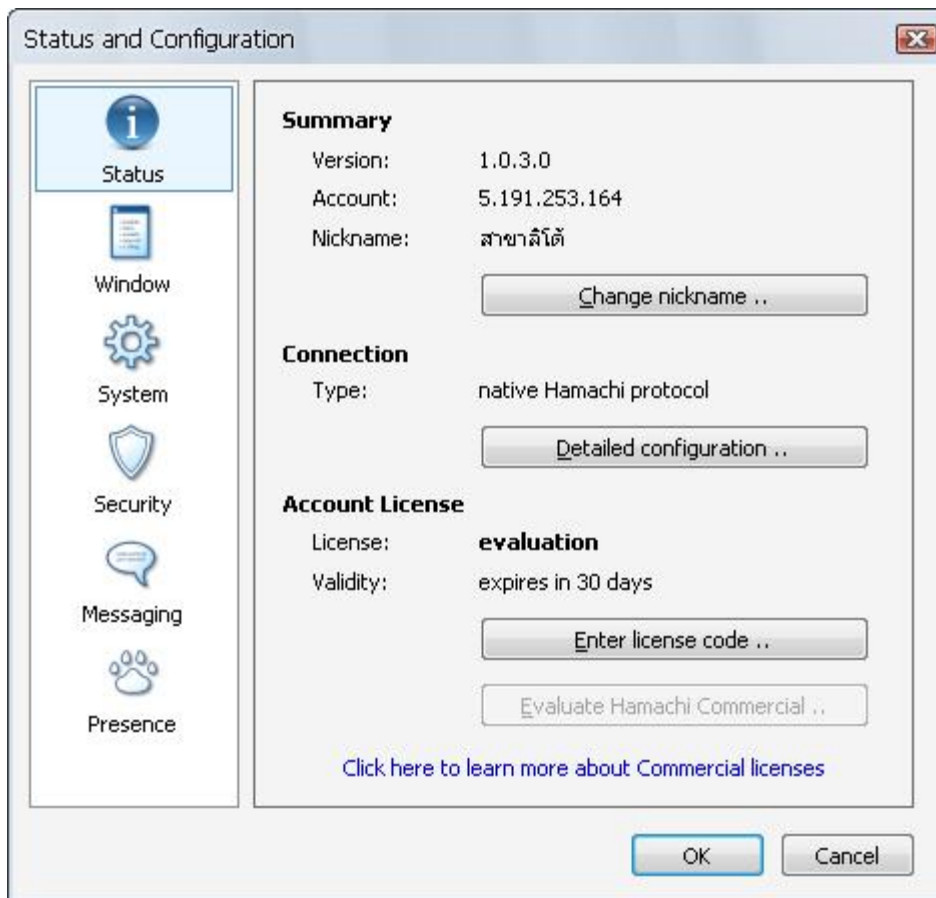 Status and Configuration
Status
Window
System
Security
Messaging
Presence
Summary
Version: 1.0.3.0
Account: 5.191.253.164
Nickname: สาขาลิโด้
Change nickname ..
Connection
Type: native Hamachi protocol
Detailed configuration ..
Account License
License: evaluation
Validity: expires in 30 days
Enter license code ..
Evaluate Hamachi Commercial ..
Click here to learn more about Commercial licenses
OK Cancel